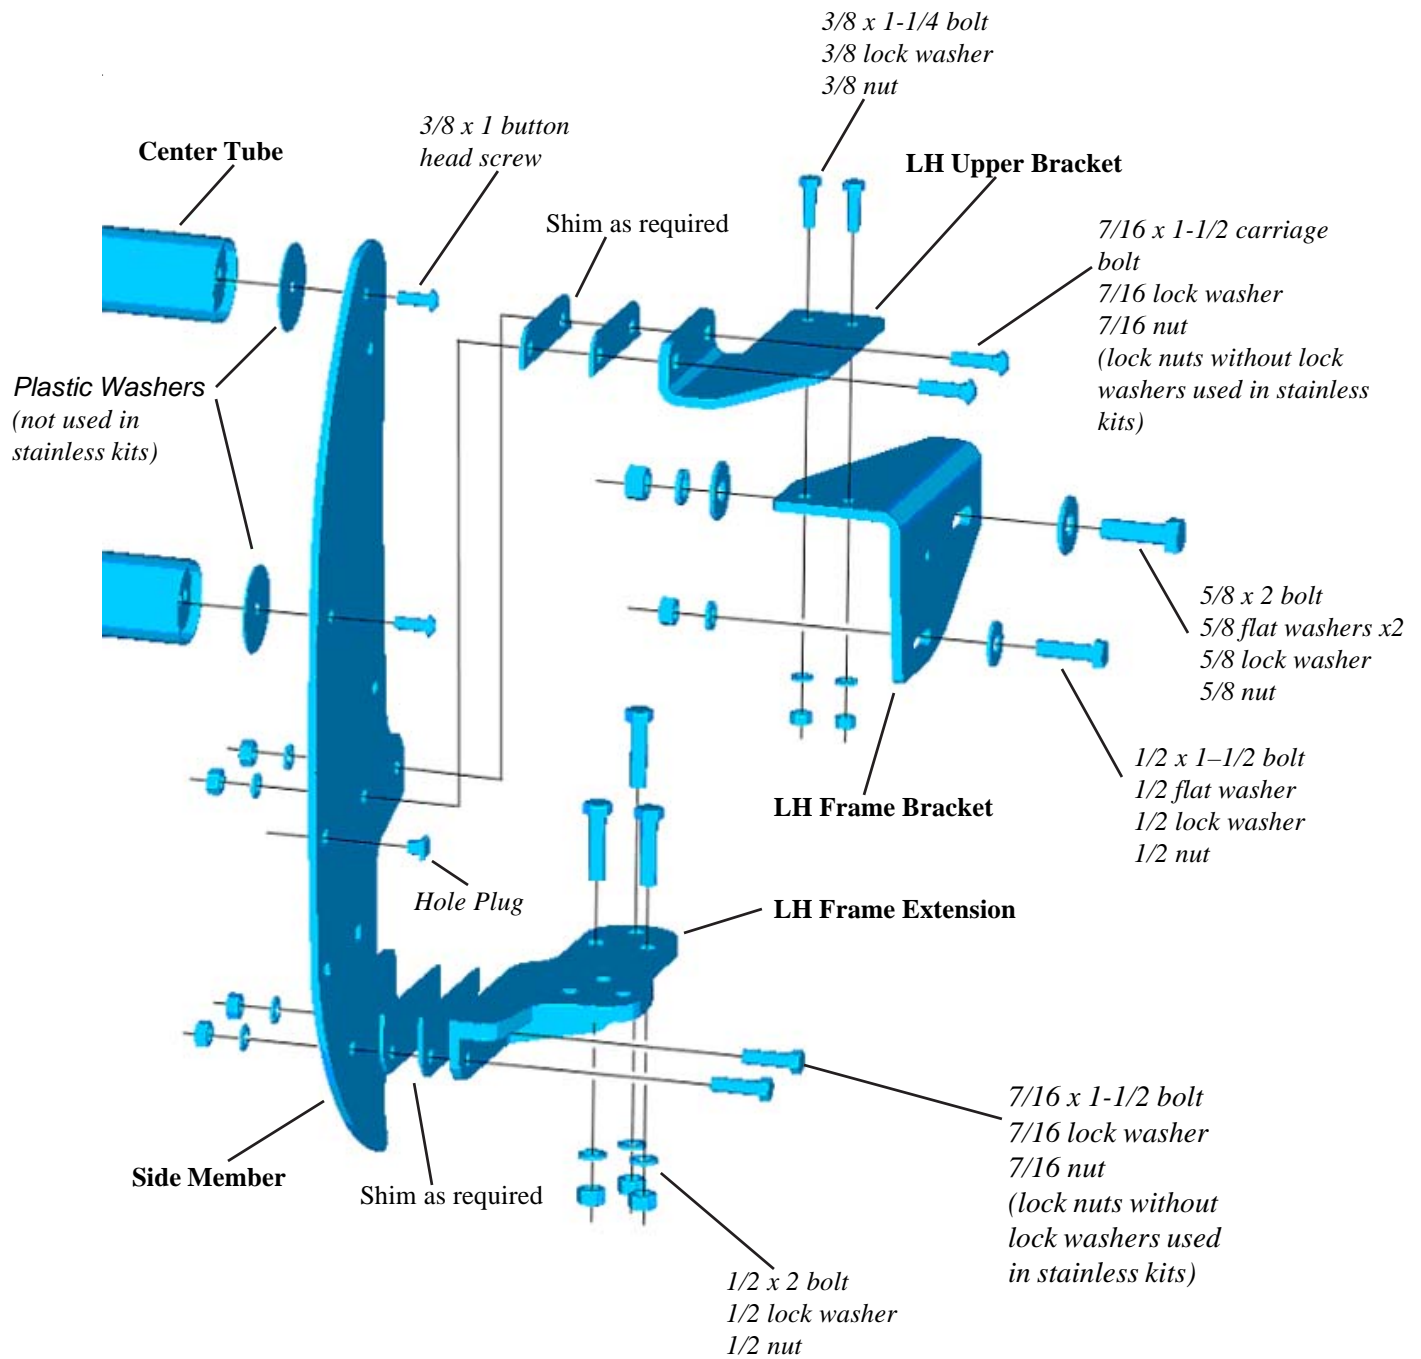 3/8 x 1-1/4 bolt
3/8 lock washer
3/8 nut
3/8 x 1 button
head screw
Center Tube
LH Upper Bracket
Shim as required
7/16 x 1-1/2 carriage
bolt
7/16 lock washer
7/16 nut
(lock nuts without lock
washers used in stainless
kits)
Plastic Washers
(not used in
stainless kits)
5/8 x 2 bolt
5/8 flat washers x2
5/8 lock washer
5/8 nut
1/2 x 1–1/2 bolt
1/2 flat washer
1/2 lock washer
1/2 nut
LH Frame Bracket
Hole Plug
LH Frame Extension
7/16 x 1-1/2 bolt
7/16 lock washer
7/16 nut
(lock nuts without
lock washers used
in stainless kits)
Side Member
Shim as required
1/2 x 2 bolt
1/2 lock washer
1/2 nut